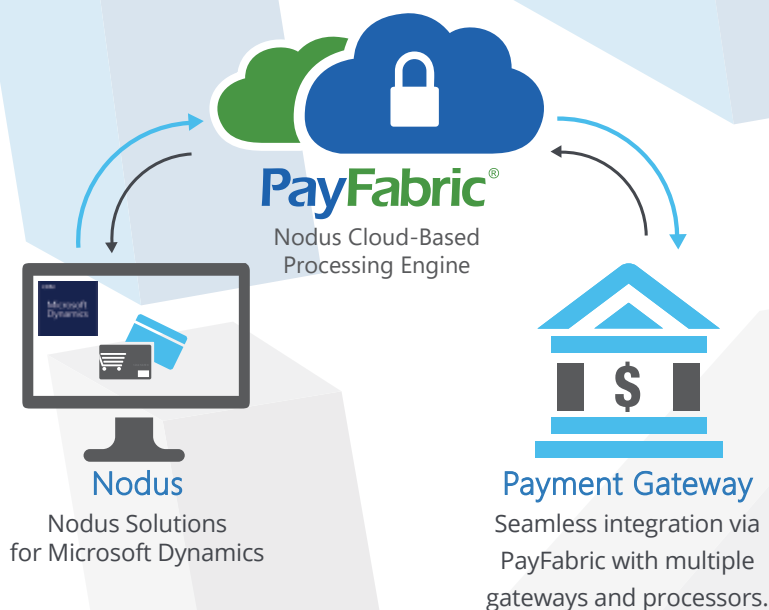 PayFabric®
Nodus Cloud-Based
Processing Engine
Microsoft
Dynamics
$
Nodus
Nodus Solutions
for Microsoft Dynamics
Payment Gateway
Seamless integration via
PayFabric with multiple
gateways and processors.